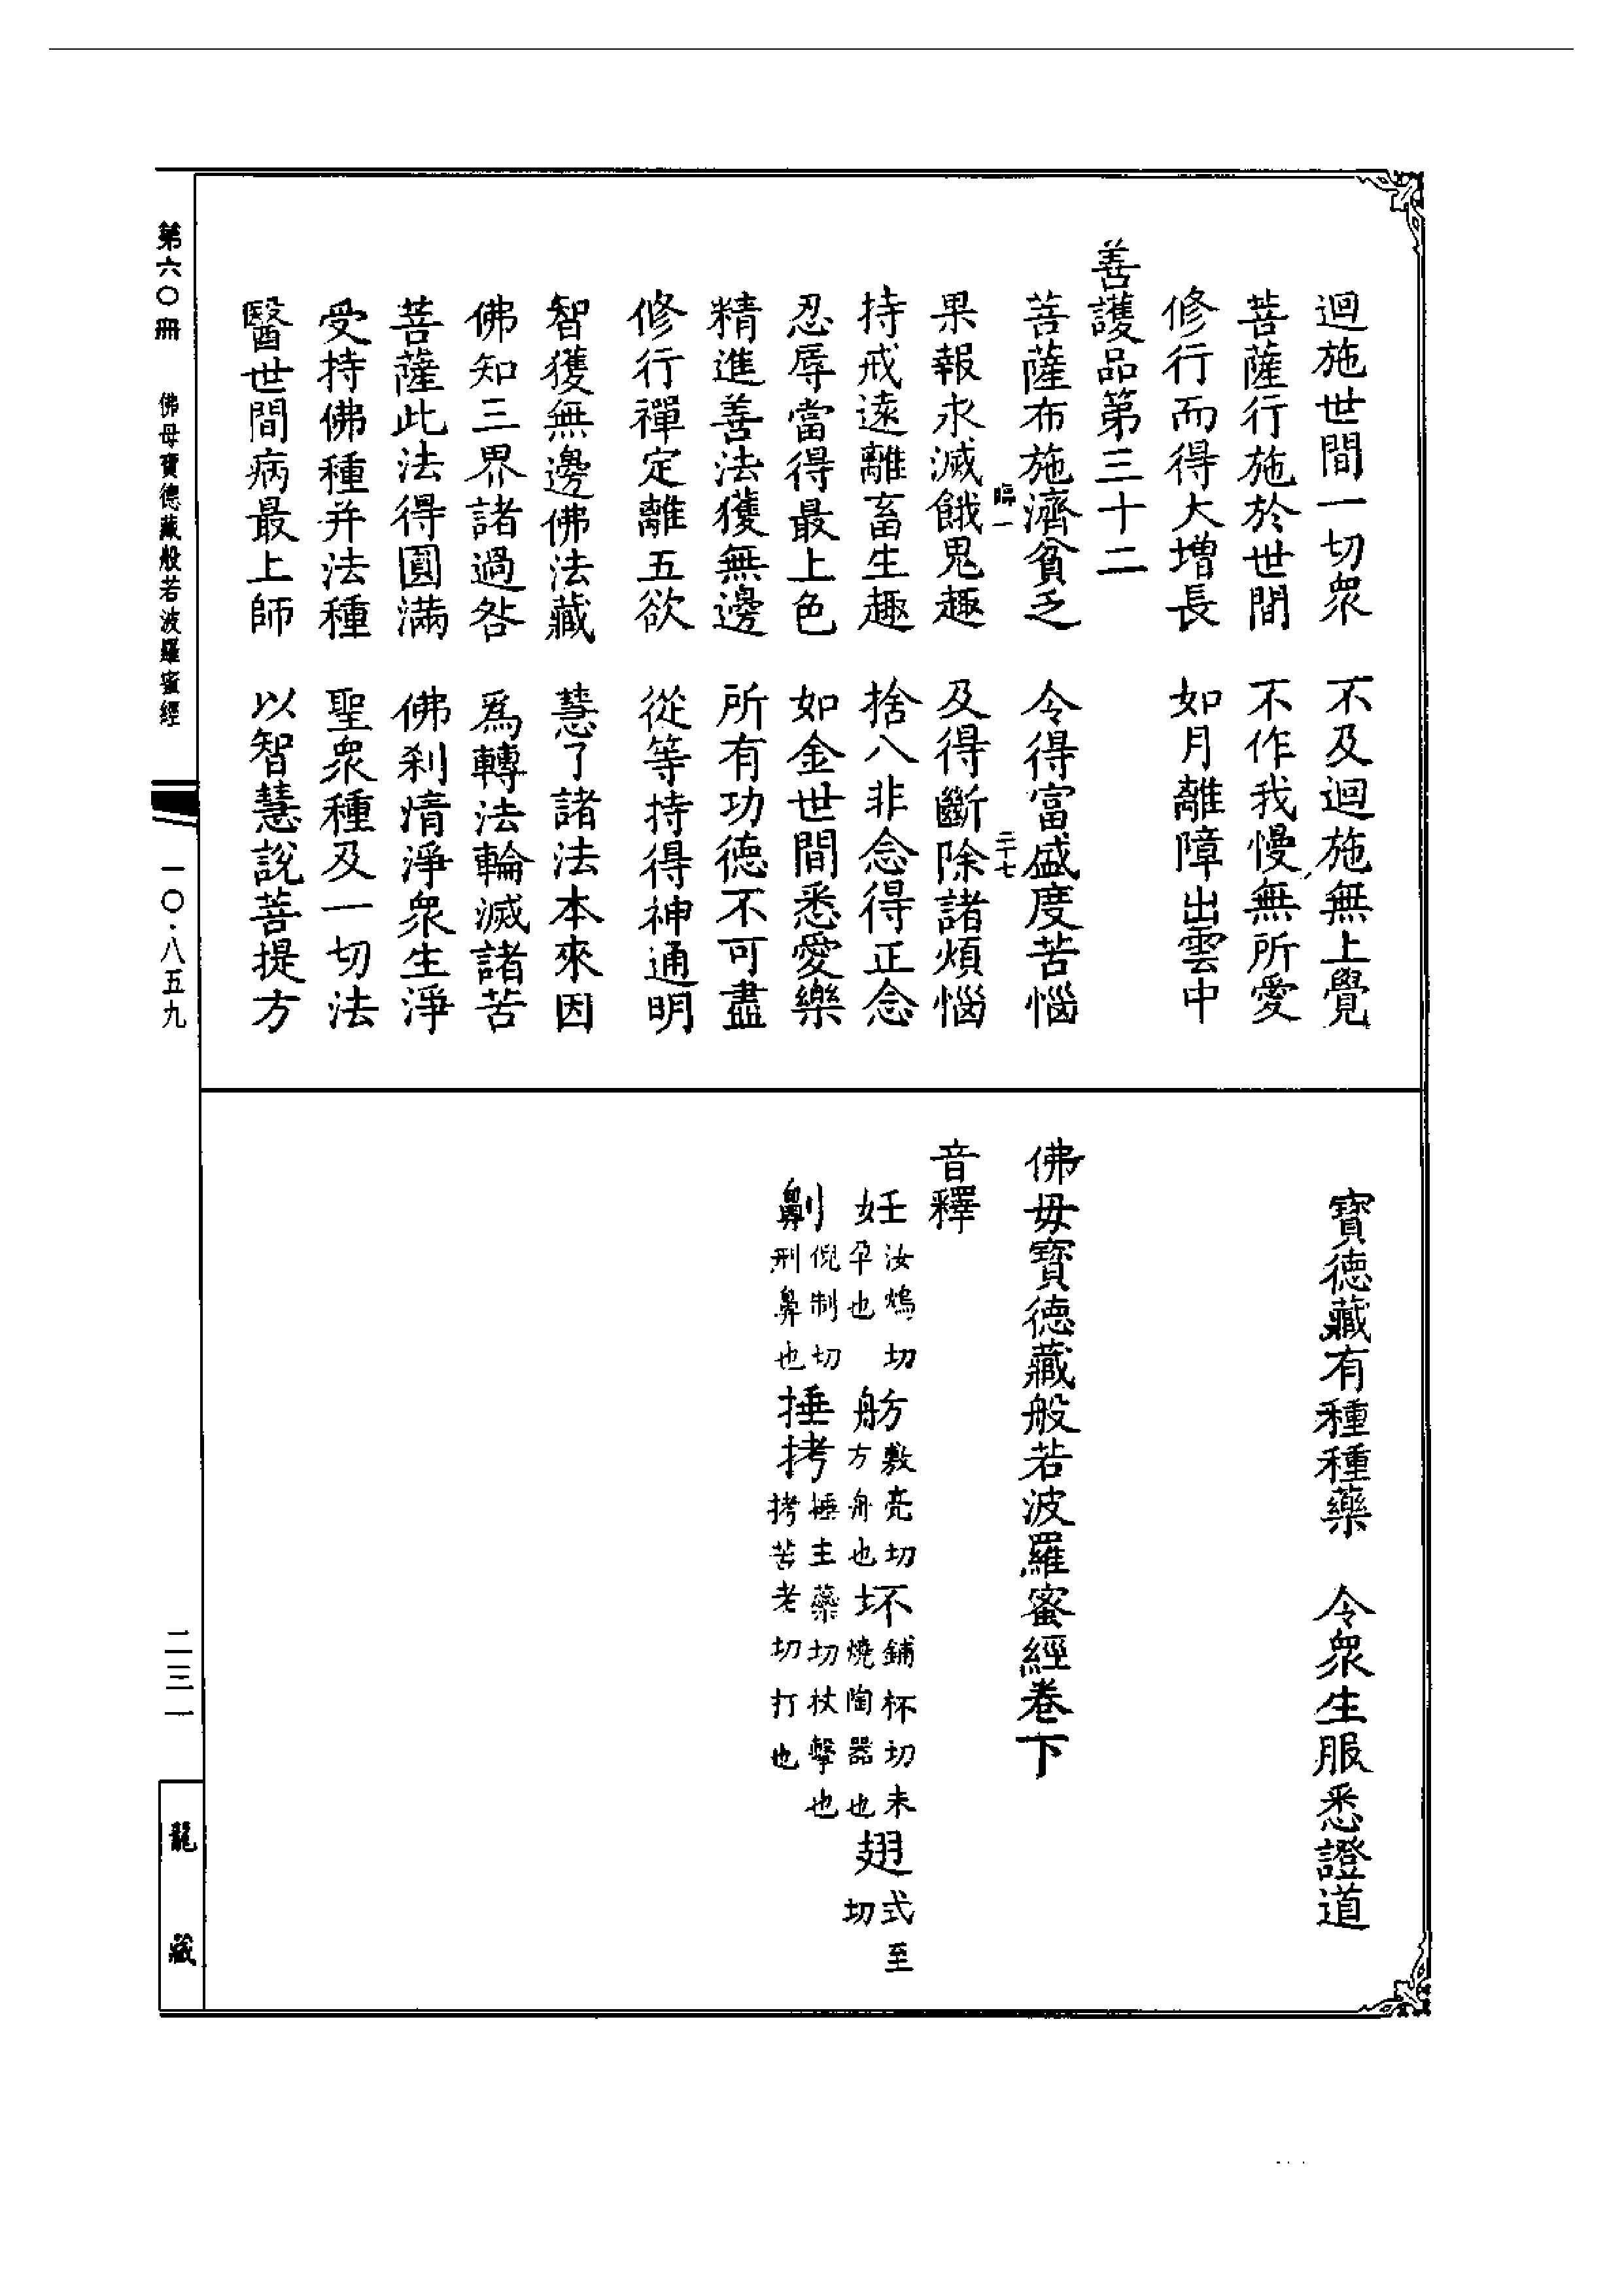 迴施世間一切衆　不及迴施無上覺
菩薩行施於世間　不作我慢無所愛
修行而得大增長　如月離障出雲中
善護品第三十二
菩薩布施濟貧乏　令得富盛度苦惱
臨一　二十七
果報永滅餓鬼趣　及得斷除諸煩惱
持戒遠離畜生趣　捨八非念得正念
忍辱當得最上色　如金世間悉愛樂
精進善法獲無邊　所有功德不可盡
修行禪定離五欲　從等持得神通明
智獲無邊佛法藏　慧了諸法本來因
佛知三界諸過咎　爲轉法輪滅諸苦
菩薩此法得圓滿　佛刹清淨衆生淨
受持佛種并法種　聖衆種及一切法
醫世間病最上師　以智慧說菩提方
寶德藏有種種藥　令衆生服悉證道
佛母寶德藏般若波羅蜜經卷下
音釋
妊汝鴆切孕也　舫敷亮切方舟也　坏鋪杯切未燒陶器也　翅式至切
劓倪制切刑鼻也　捶拷捶主蘂切杖擊也拷苦老切打也
第六〇冊　佛母寶德藏般若波羅蜜經　一〇·八五九　二三一　龍藏